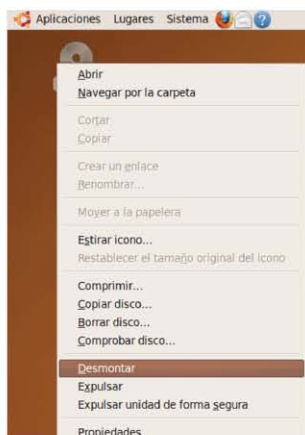 Aplicaciones Lugares Sistema
Abrir
Navegar por la carpeta
Cortar
Copiar
Crear un enlace
Renombrar...
Mover a la papelera
Estirar icono...
Restablecer el tamaño original del icono
Comprimir...
Copiar disco...
Borrar disco...
Comprobar disco...
Desmontar
Expulsar
Expulsar unidad de forma segura
Propiedades